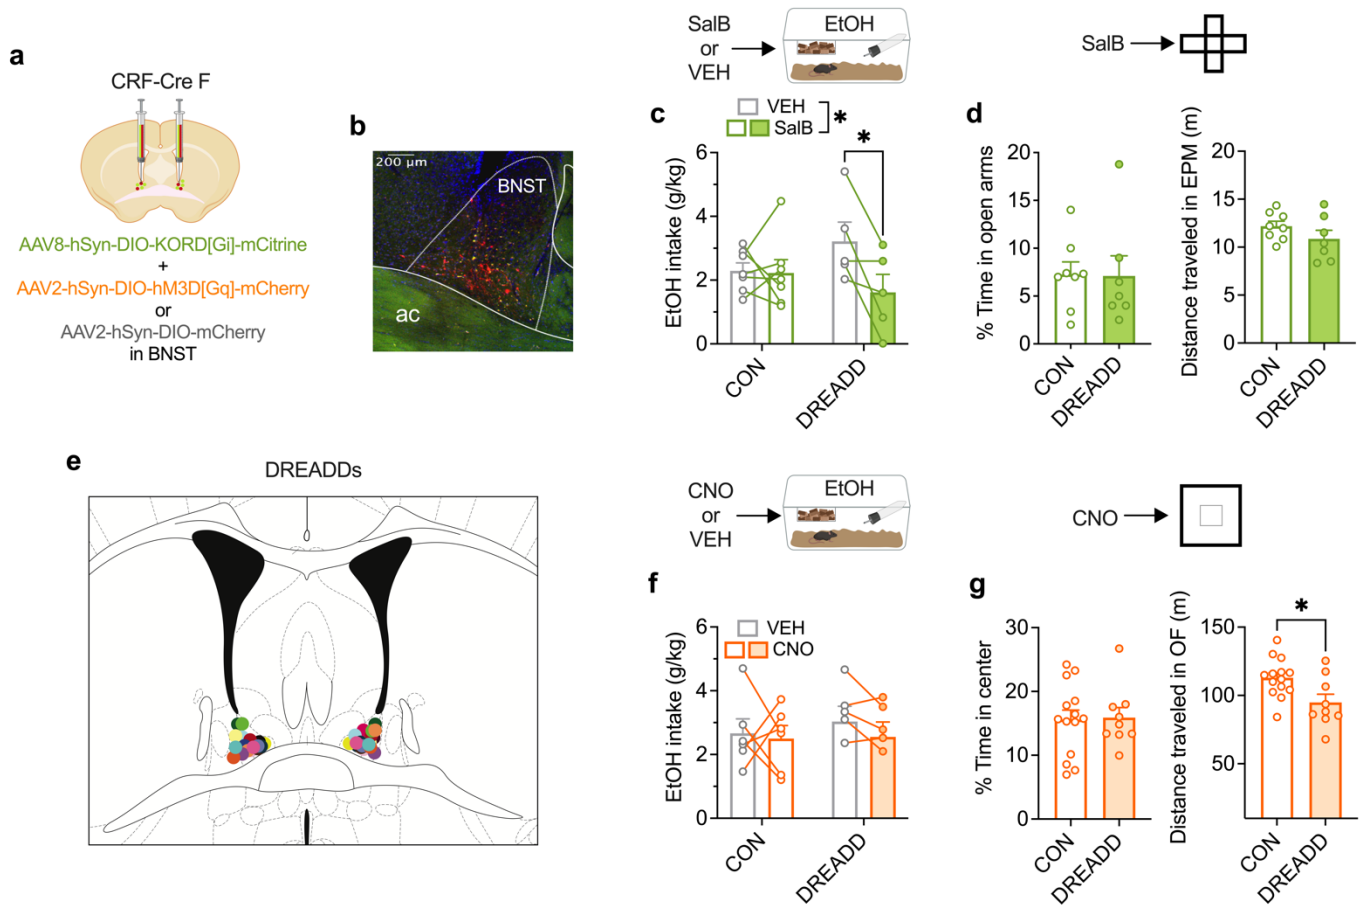 a
CRF-Cre F
AAV8-hSyn-DIO-KORD[Gi]-mCitrine
+
AAV2-hSyn-DIO-hM3D[Gq]-mCherry
or
AAV2-hSyn-DIO-mCherry
in BNST
b
200 μm
BNST
ac
SalB
or
VEH
EtOH
c
VEH
SalB
*
*
EtOH intake (g/kg)
6
4
2
0
CON
DREADD
SalB
d
% Time in open arms
20
15
10
5
0
CON
DREADD
Distance traveled in EPM (m)
20
15
10
5
0
CON
DREADD
e
DREADDs
CNO
or
VEH
EtOH
f
VEH
CNO
EtOH intake (g/kg)
6
4
2
0
CON
DREADD
CNO
g
% Time in center
30
20
10
0
CON
DREADD
Distance traveled in OF (m)
*
150
100
50
CON
DREADD